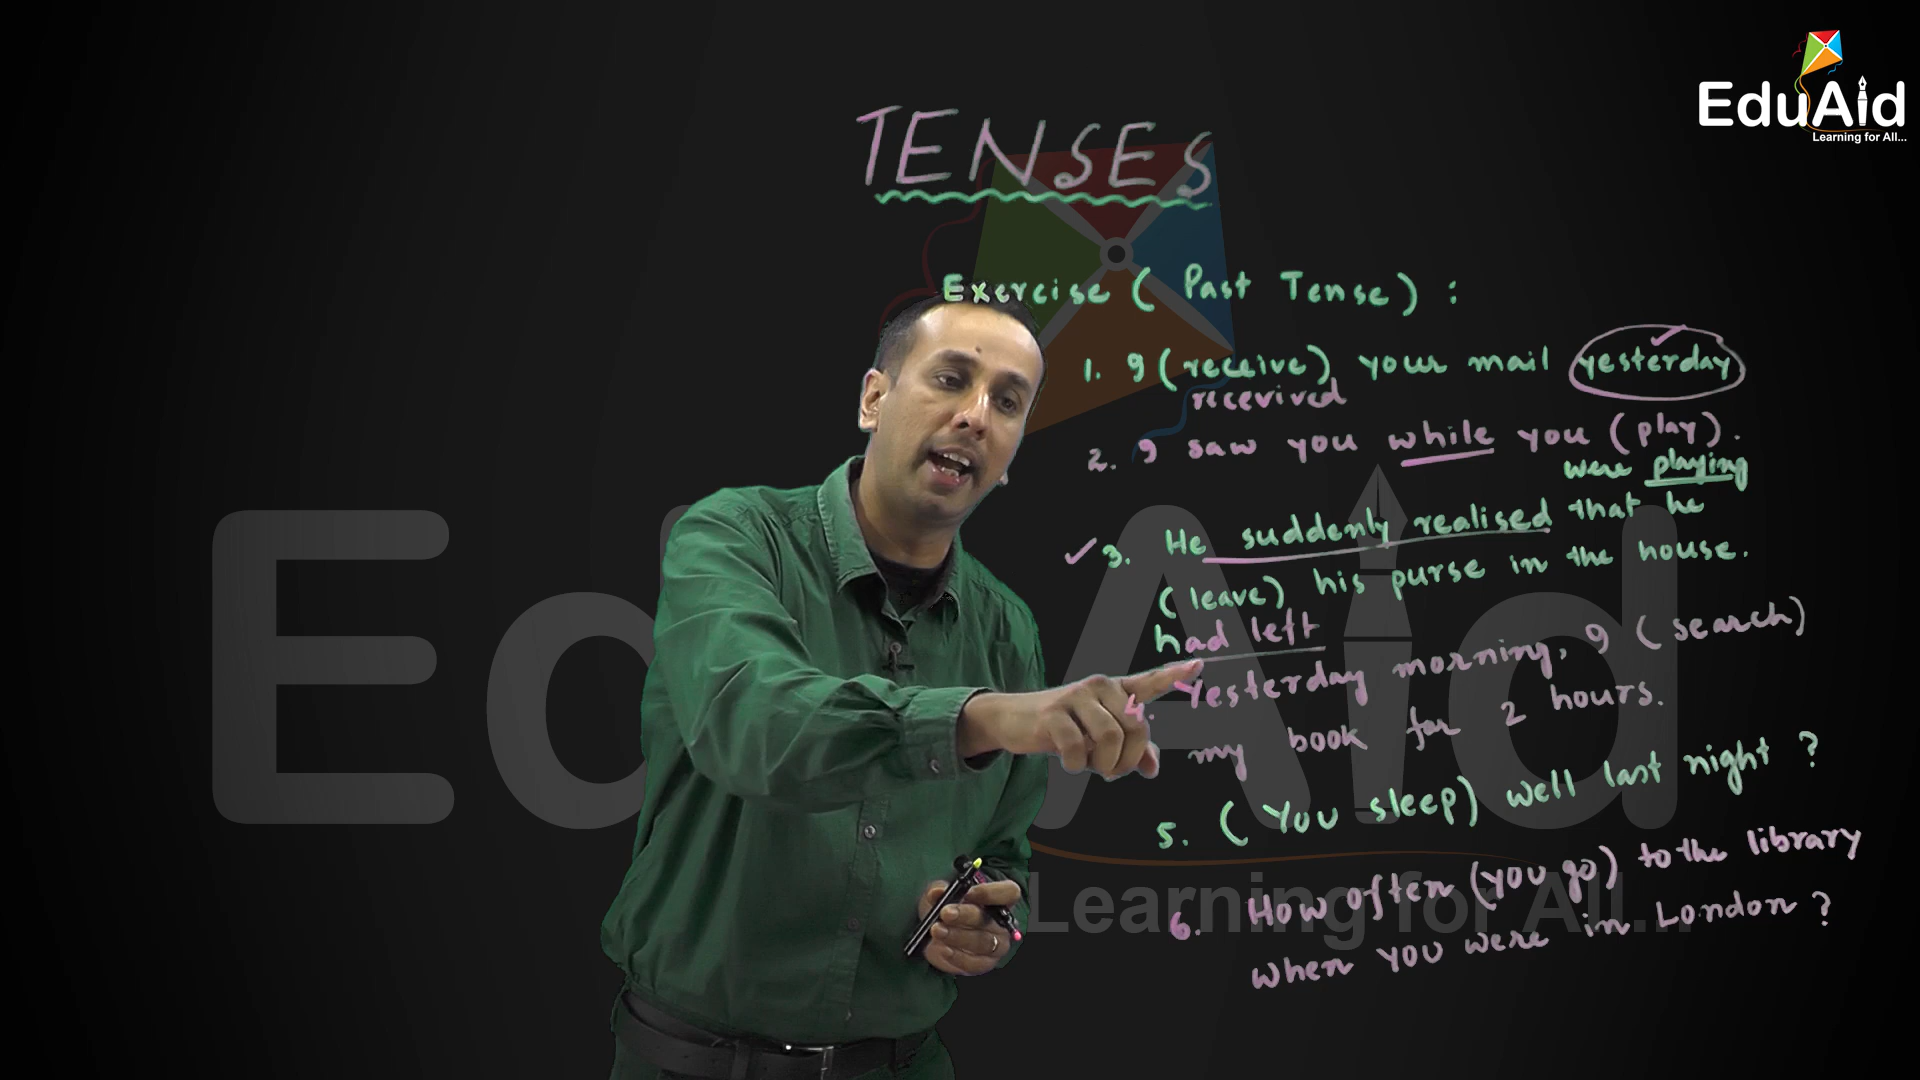 EduAid
Learning for All...
TENSES
Exercise (Past Tense) :
1. I (receive) your mail yesterday
recevived
2. I saw you while you (play).
were playing
3. He suddenly realised that he
(leave) his purse in the house.
had left
4. Yesterday morning, I (search)
my book for 2 hours.
5. (You sleep) well last night ?
6. How often (you go) to the library
when you were in London ?
EduAid
Learning for All...